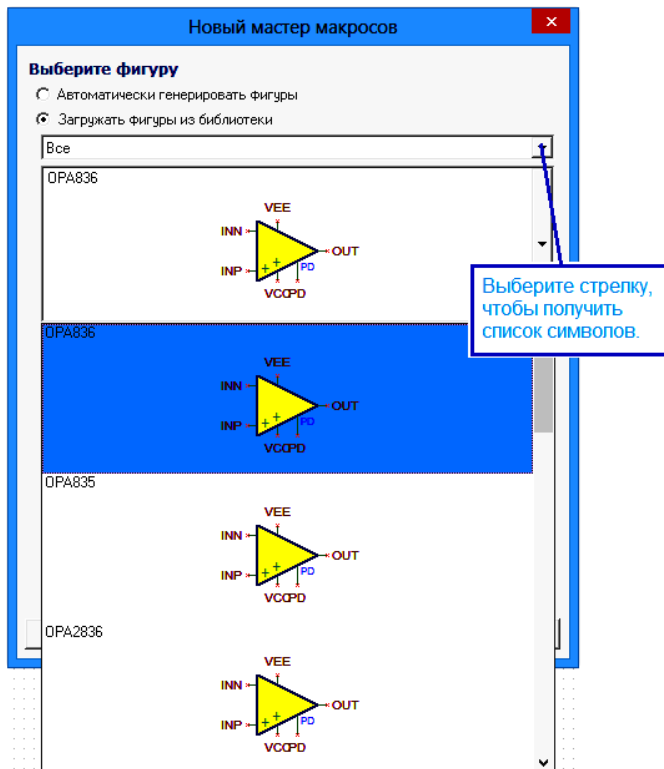 Новый мастер макросов
Выберите фигуру
Автоматически генерировать фигуры
Загружать фигуры из библиотеки
Все
OPA836
VEE
INN
OUT
INP
PD
VCCPD
Выберите стрелку,
чтобы получить
список символов.
OPA836
VEE
INN
OUT
INP
PD
VCCPD
OPA835
VEE
INN
OUT
INP
PD
VCCPD
OPA2836
VEE
INN
OUT
INP
PD
VCCPD